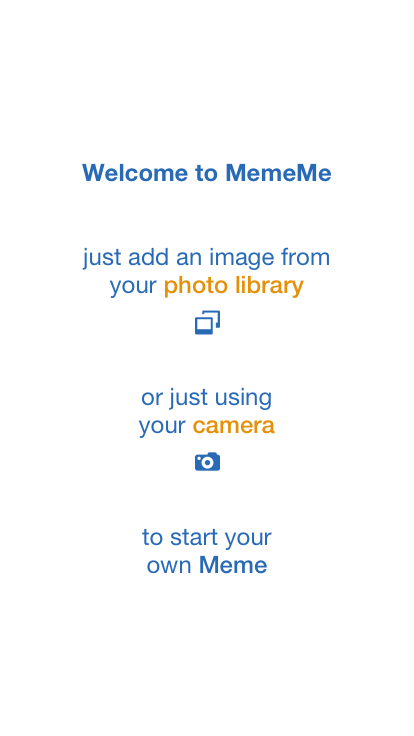 Welcome to MemeMe
just add an image from
your photo library
or just using
your camera
to start your
own Meme